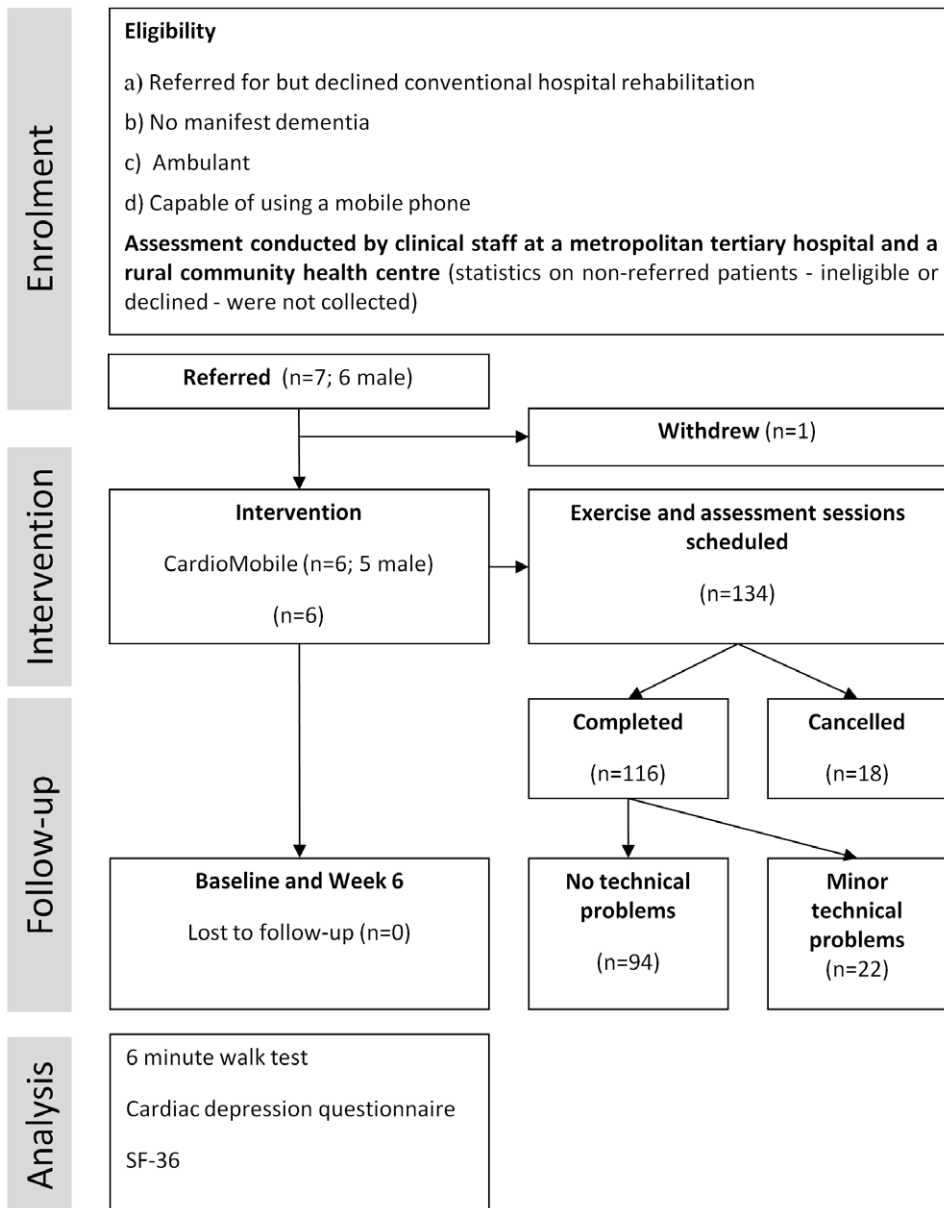 Enrolment
Eligibility
a) Referred for but declined conventional hospital rehabilitation
b) No manifest dementia
c) Ambulant
d) Capable of using a mobile phone
Assessment conducted by clinical staff at a metropolitan tertiary hospital and a
rural community health centre (statistics on non-referred patients - ineligible or
declined - were not collected)
Referred (n=7; 6 male)
Withdrew (n=1)
Intervention
Intervention
CardioMobile (n=6; 5 male)
(n=6)
Exercise and assessment sessions
scheduled
(n=134)
Follow-up
Completed
(n=116)
Cancelled
(n=18)
Baseline and Week 6
Lost to follow-up (n=0)
No technical
problems
(n=94)
Minor
technical
problems
(n=22)
Analysis
6 minute walk test
Cardiac depression questionnaire
SF-36